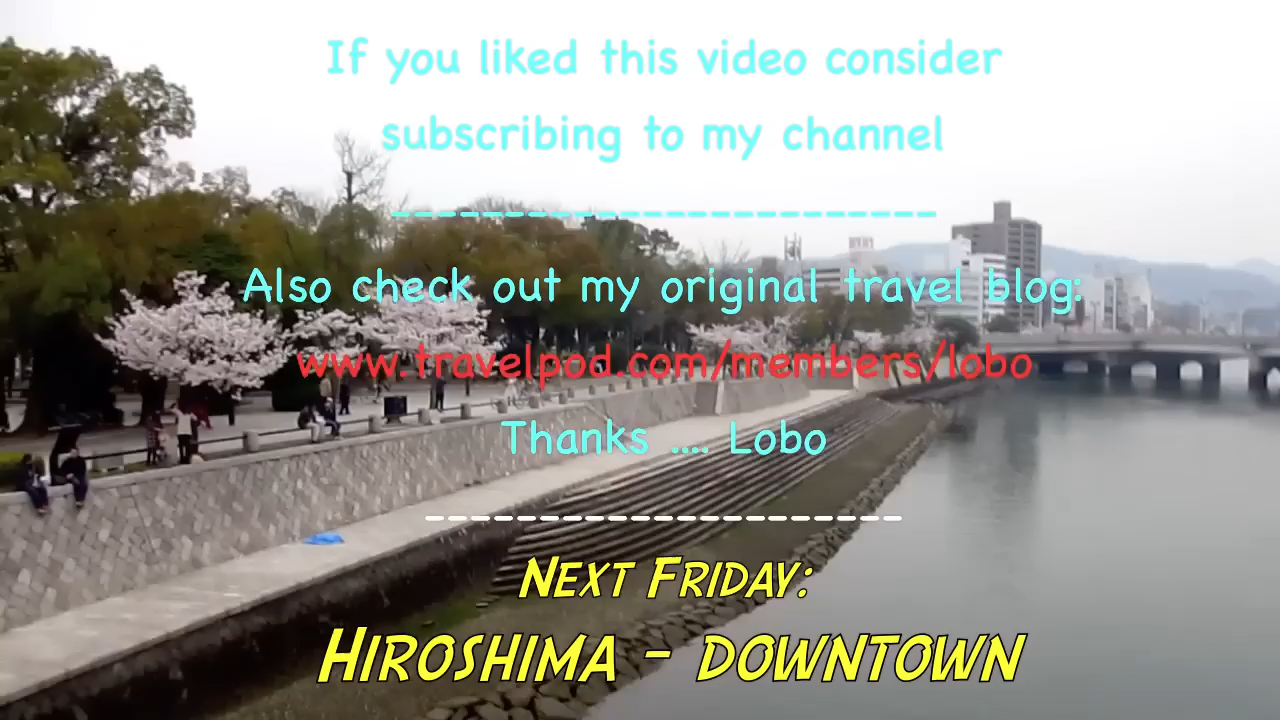 If you liked this video consider
subscribing to my channel
------------------------
Also check out my original travel blog:
www.travelpod.com/members/lobo
Thanks .... Lobo
---------------------
Next Friday:
Hiroshima - downtown